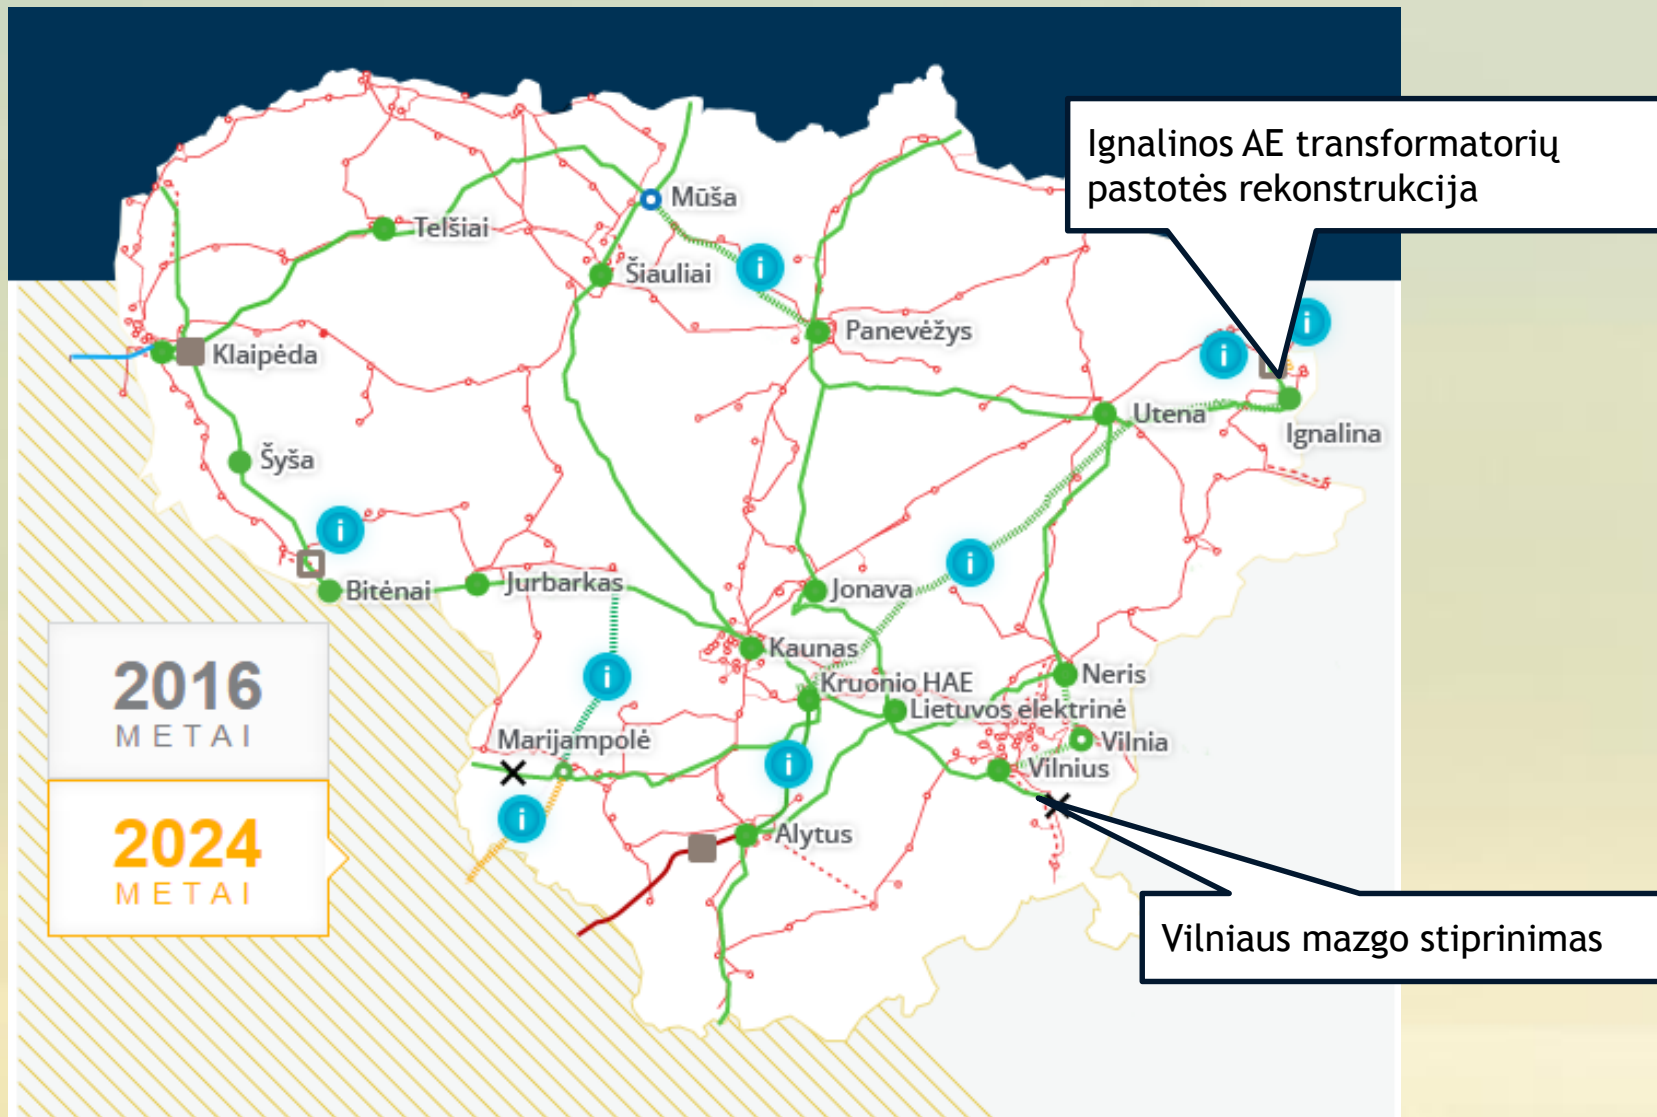 Ignalinos AE transformatorių
pastotės rekonstrukcija
Mūša
Telšiai
Šiauliai
i
Panevėžys
i
i
Klaipėda
Utena
Ignalina
Šyša
i
i
Bitėnai
Jurbarkas
Jonava
Kaunas
Neris
Kruonio HAE
i
Lietuvos elektrinė
2016
METAI
Marijampolė
Vilnia
i
Vilnius
i
Alytus
2024
METAI
Vilniaus mazgo stiprinimas